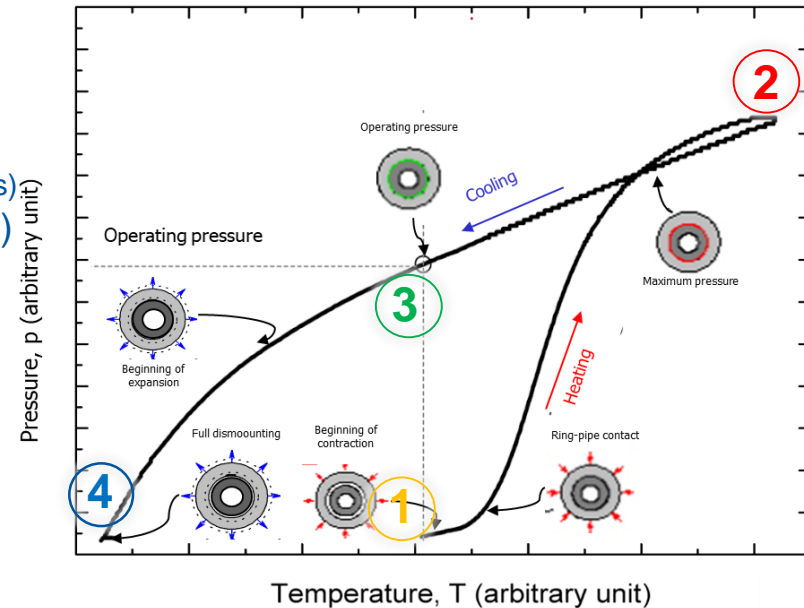 2
Operating pressure
s)
)
Cooling
Operating pressure
Maximum pressure
3
Beginning of
expansion
Heating
Full dismoounting
Beginning of
contraction
Ring-pipe contact
4
1
Pressure, p (arbitrary unit)
Temperature, T (arbitrary unit)